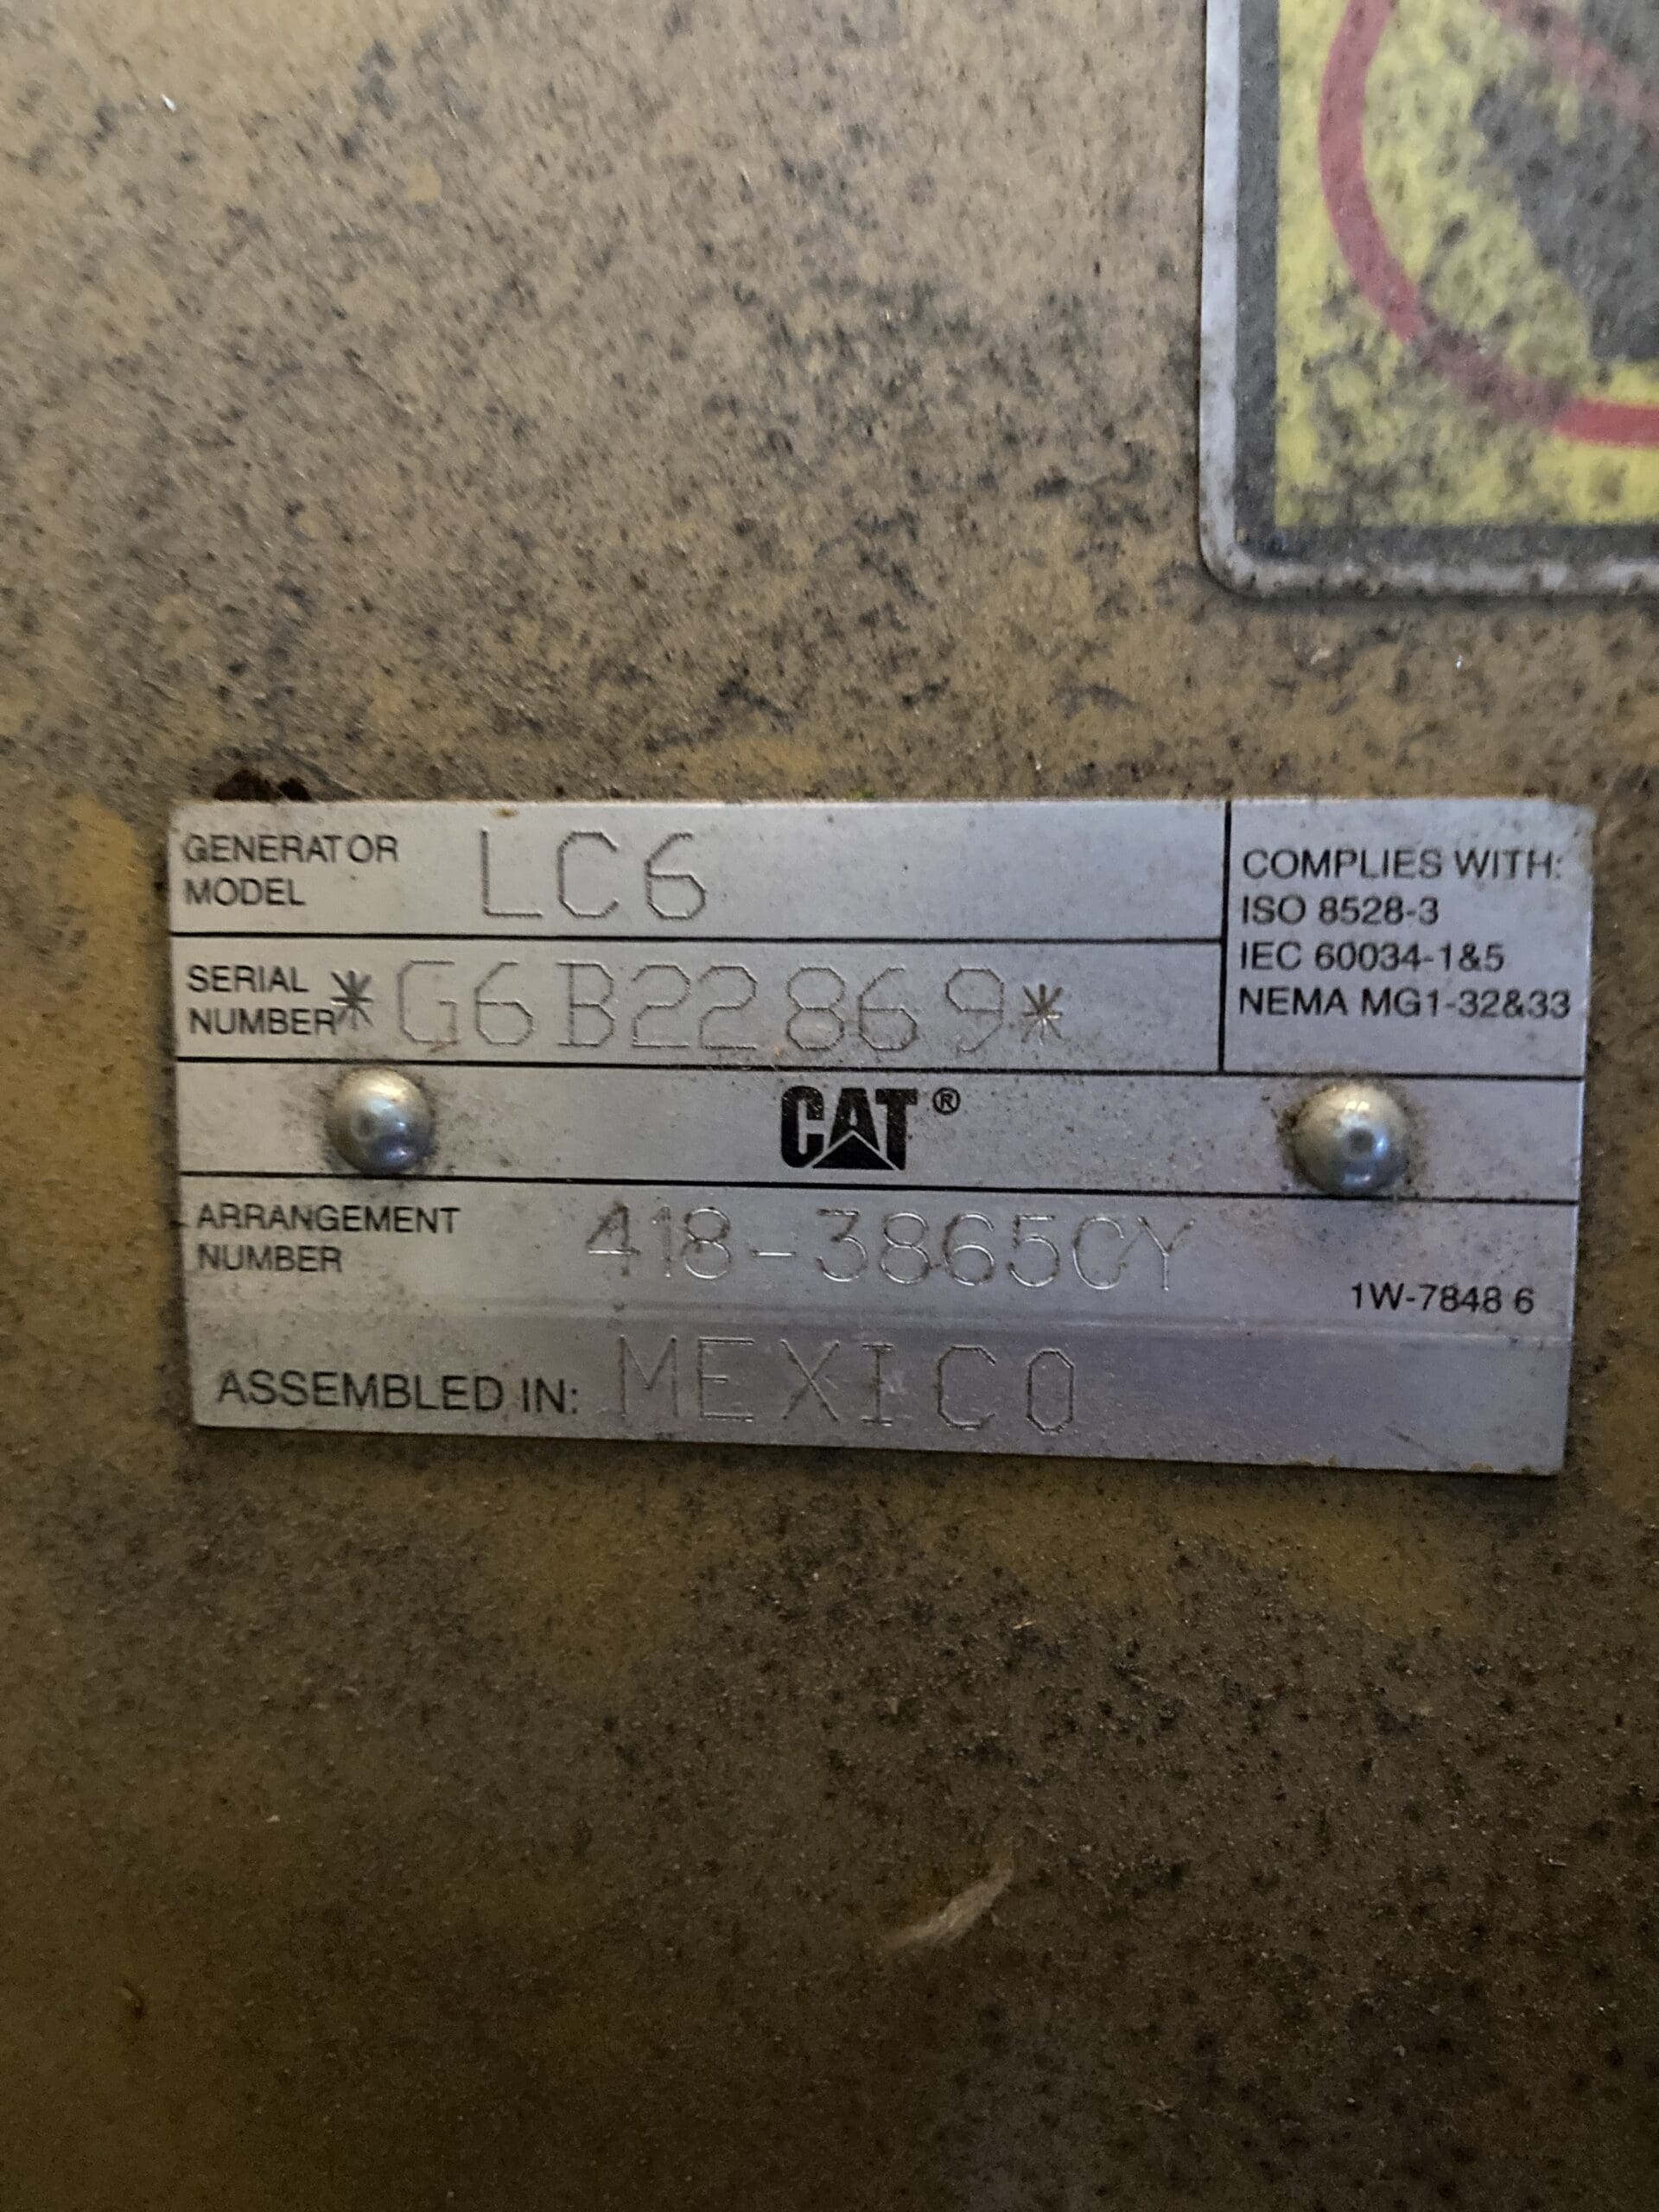 GENERATOR
MODEL
LC6
COMPLIES WITH:
ISO 8528-3
IEC 60034-1&5
NEMA MG1-32&33
SERIAL
NUMBER
*G6B22869*
CAT®
ARRANGEMENT
NUMBER
418-3865CY
1W-7848 6
ASSEMBLED IN: MEXICO